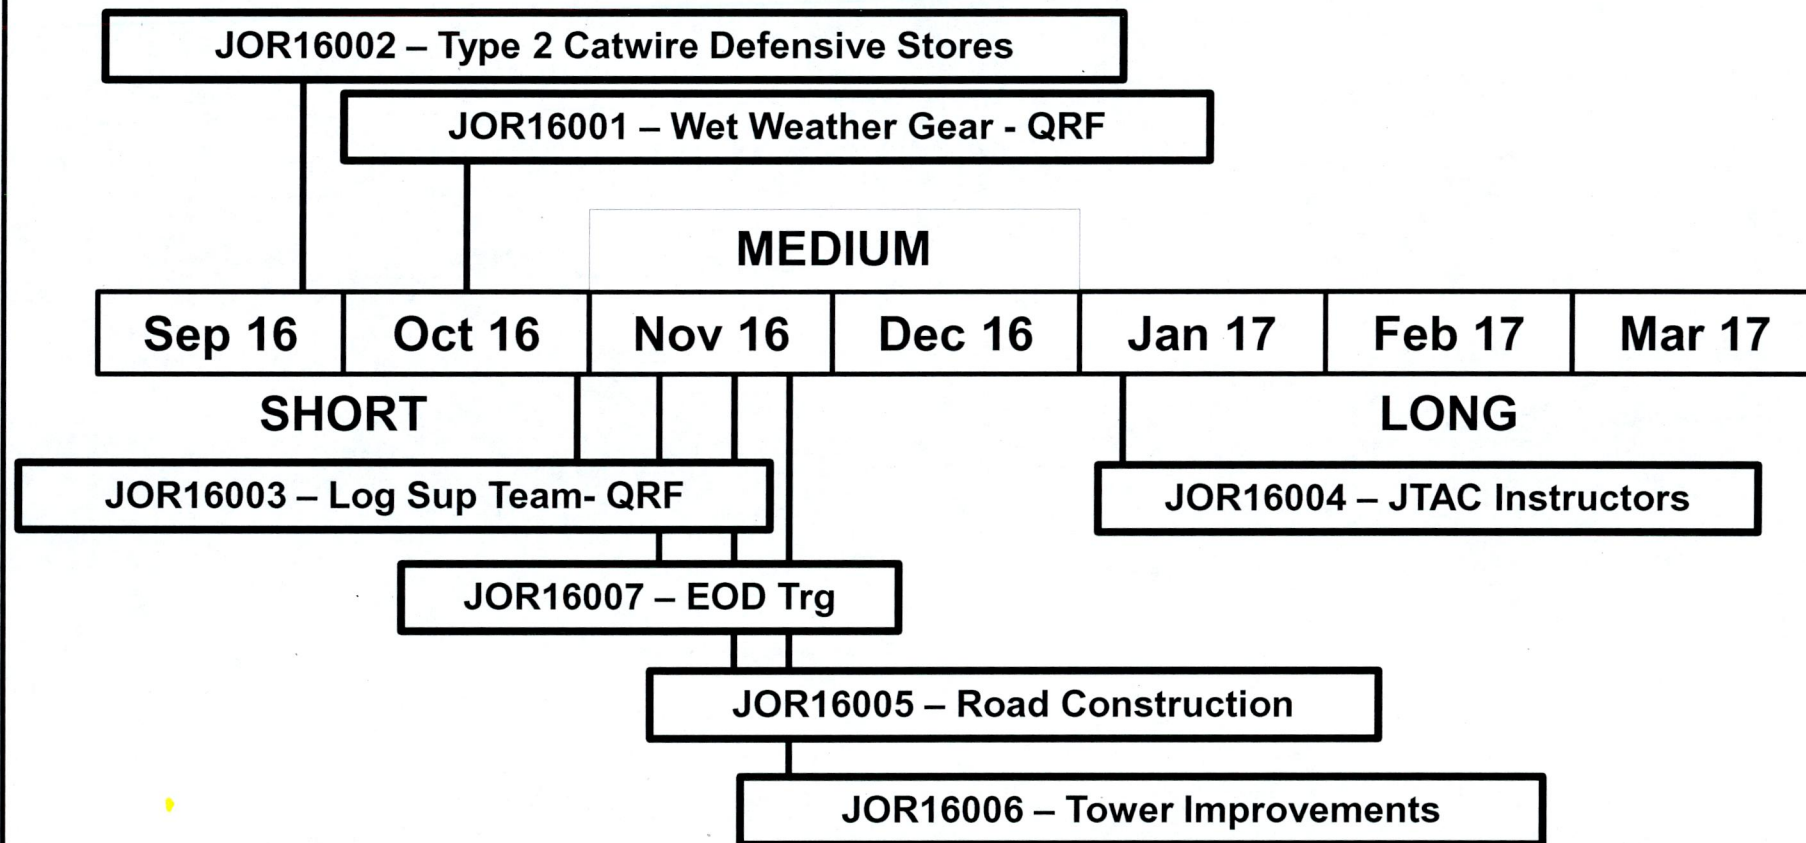 JOR16002 – Type 2 Catwire Defensive Stores
JOR16001 – Wet Weather Gear - QRF
MEDIUM
Sep 16 Oct 16 Nov 16 Dec 16 Jan 17 Feb 17 Mar 17
SHORT LONG
JOR16003 – Log Sup Team- QRF
JOR16004 – JTAC Instructors
JOR16007 – EOD Trg
JOR16005 – Road Construction
JOR16006 – Tower Improvements